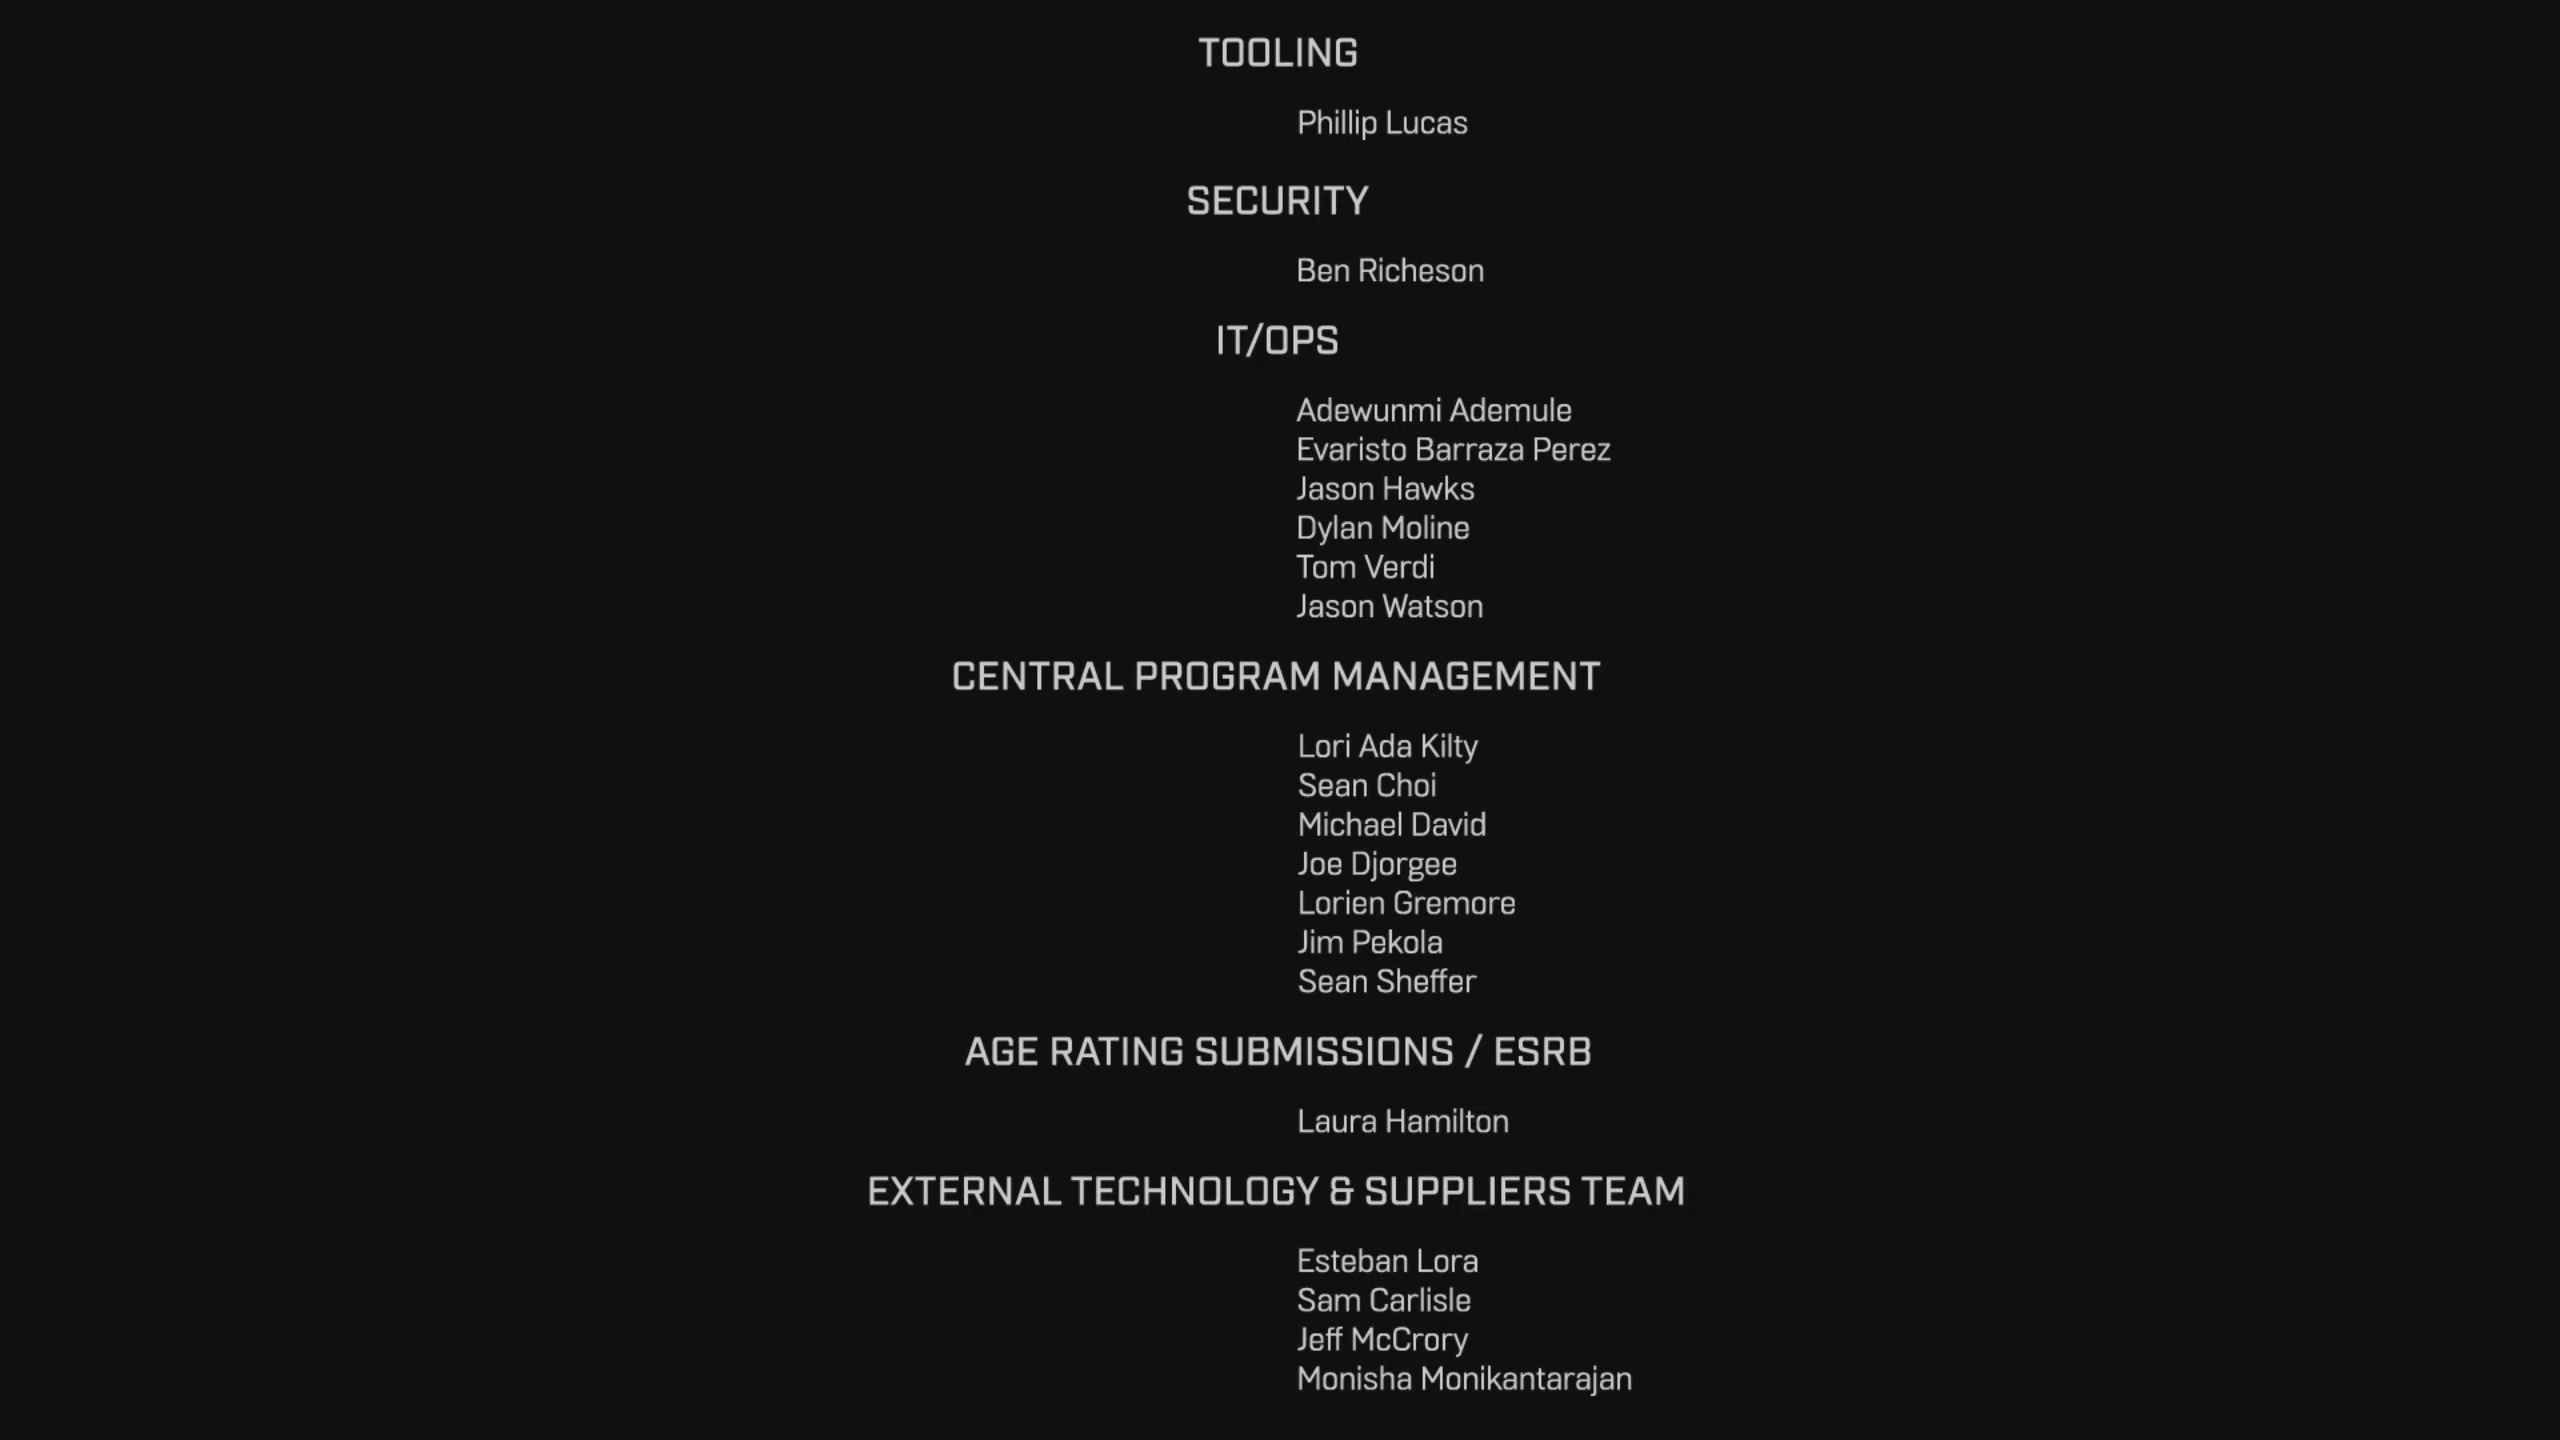 TOOLING
Phillip Lucas
SECURITY
Ben Richeson
IT/OPS
Adewunmi Ademule
Evaristo Barraza Perez
Jason Hawks
Dylan Moline
Tom Verdi
Jason Watson
CENTRAL PROGRAM MANAGEMENT
Lori Ada Kilty
Sean Choi
Michael David
Joe Djorgee
Lorien Gremore
Jim Pekola
Sean Sheffer
AGE RATING SUBMISSIONS / ESRB
Laura Hamilton
EXTERNAL TECHNOLOGY & SUPPLIERS TEAM
Esteban Lora
Sam Carlisle
Jeff McCrory
Monisha Monikantarajan